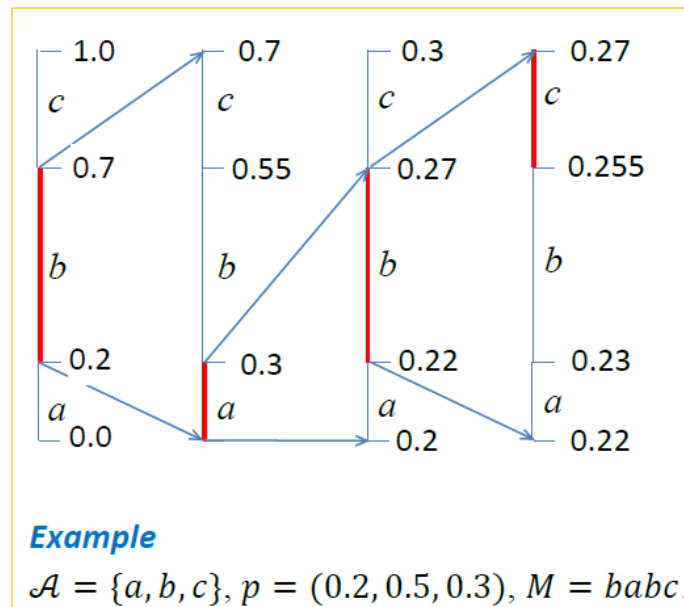 1.0 0.7 0.3 0.27
c c c c
0.7 0.55 0.27 0.255
b b b b
0.2 0.3 0.22 0.23
a a a a
0.0 0.2 0.22
Example
𝒜 = {a, b, c}, p = (0.2, 0.5, 0.3), M = babc.